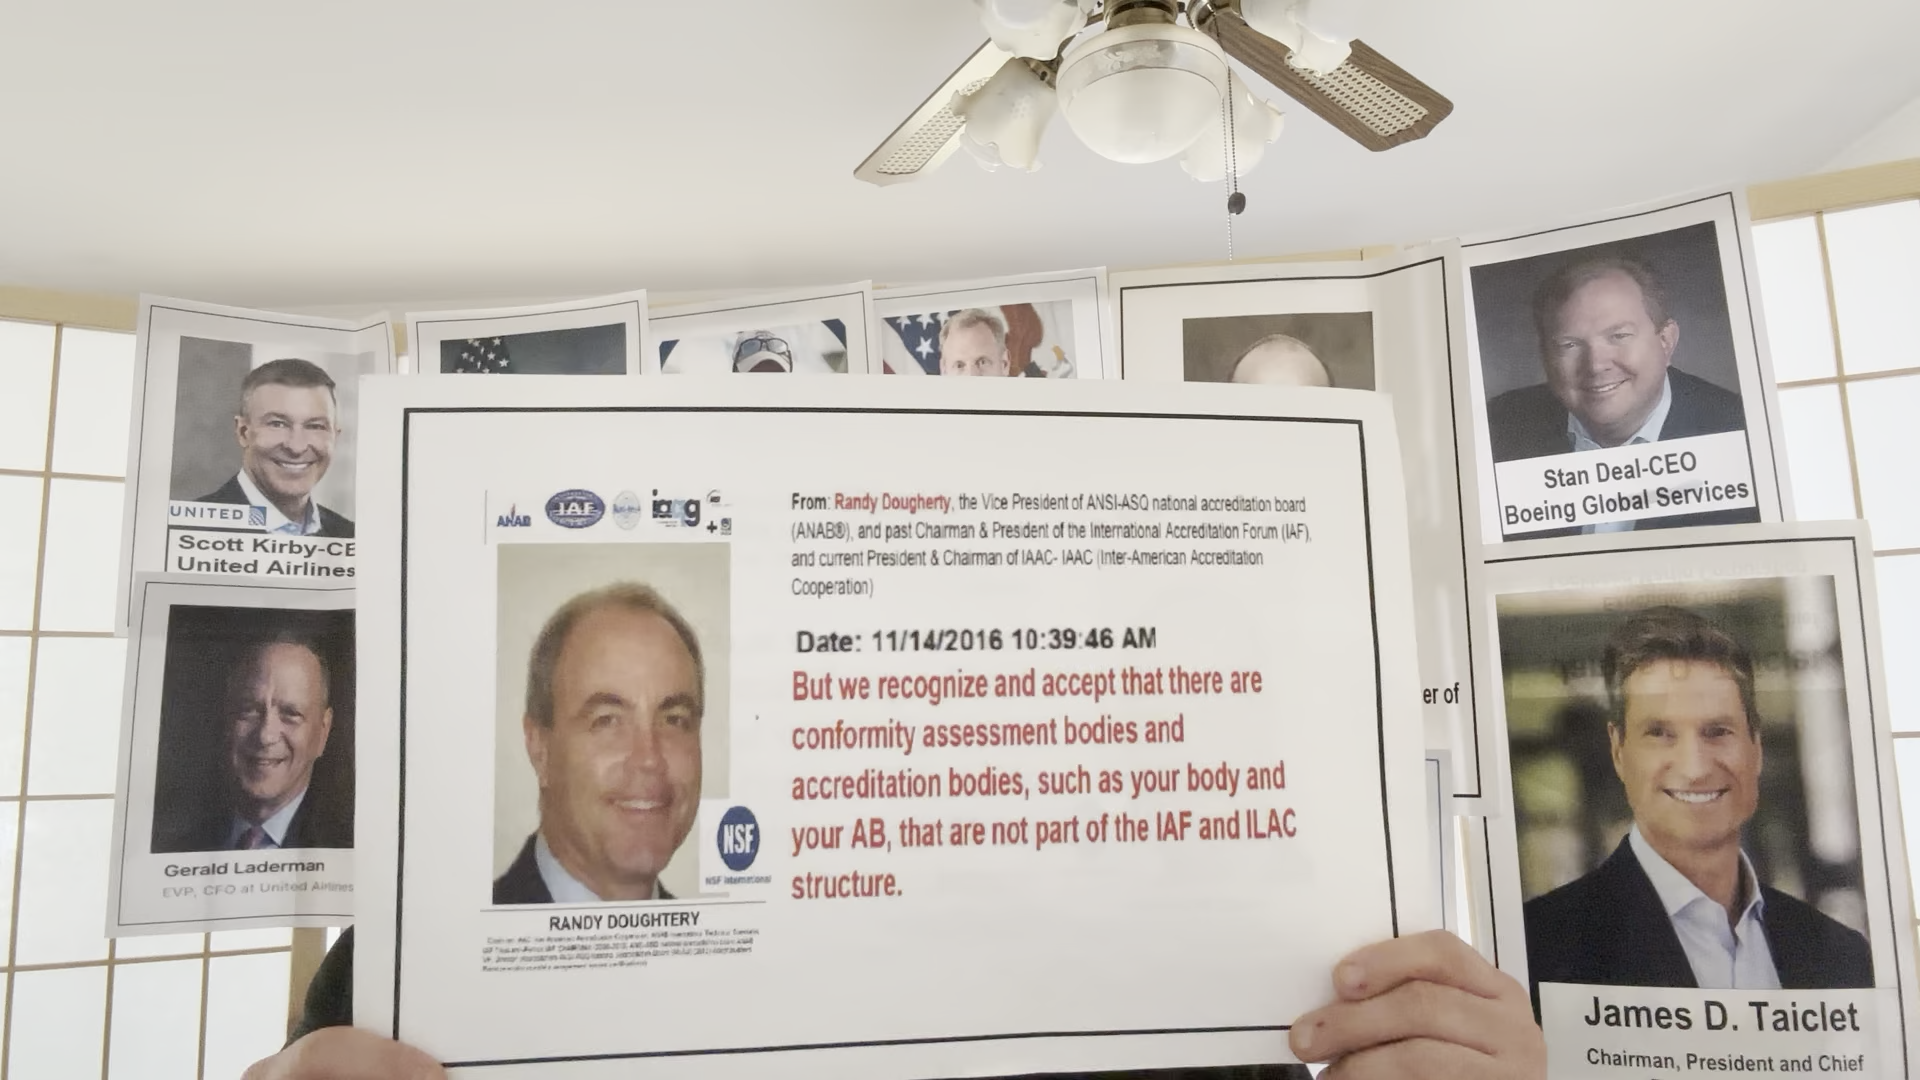 UNITED
Scott Kirby-CE
United Airlines
Gerald Laderman
EVP, CFO at United Airlines
ANAB
IAF
iaqg
From: Randy Dougherty, the Vice President of ANSI-ASQ national accreditation board
(ANAB®), and past Chairman & President of the International Accreditation Forum (IAF),
and current President & Chairman of IAAC- IAAC (Inter-American Accreditation
Cooperation)
Date: 11/14/2016 10:39:46 AM
But we recognize and accept that there are
conformity assessment bodies and
accreditation bodies, such as your body and
your AB, that are not part of the IAF and ILAC
structure.
NSF
NSF International
RANDY DOUGHTERY
er of
Stan Deal-CEO
Boeing Global Services
James D. Taiclet
Chairman, President and Chief